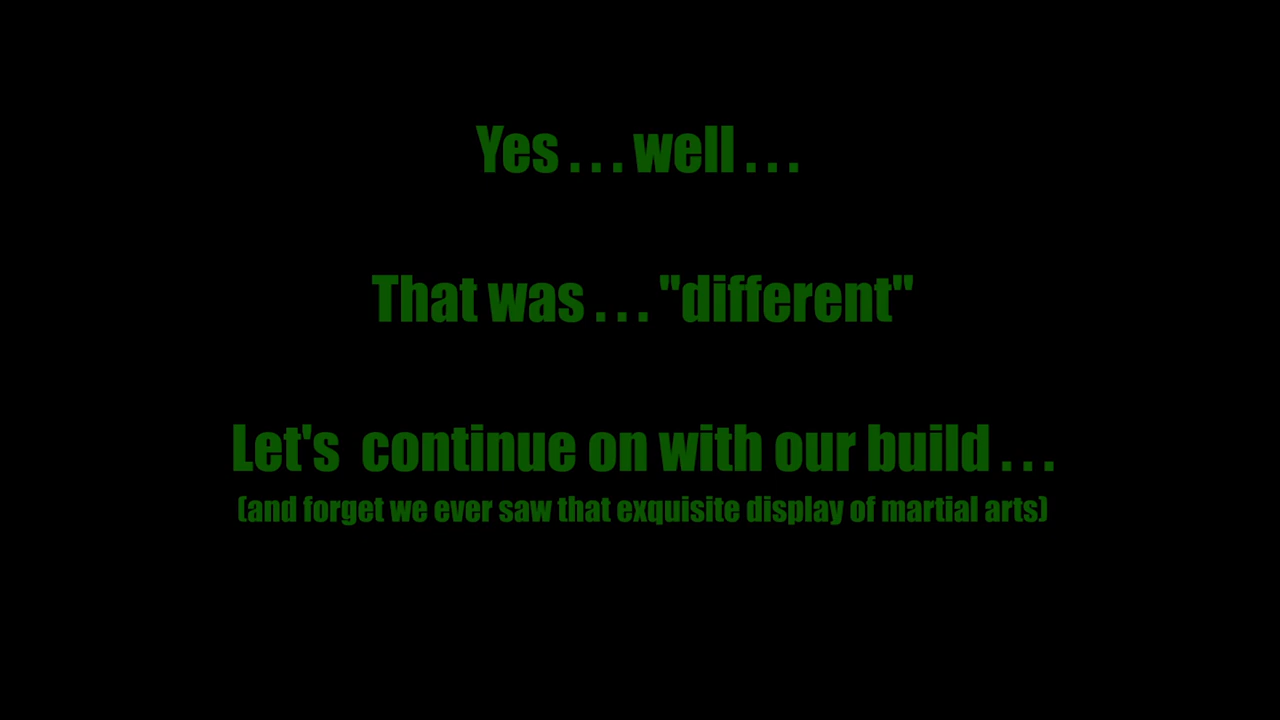 Yes . . . well . . .
That was . . . "different"
Let's  continue on with our build . . .
(and forget we ever saw that exquisite display of martial arts)